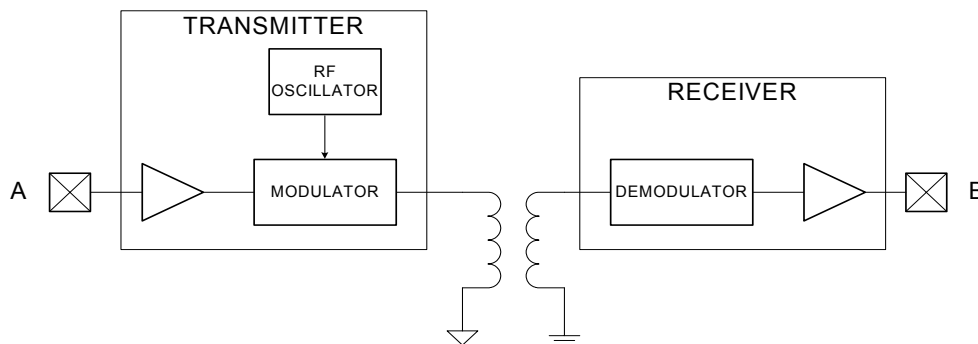 TRANSMITTER
RF
OSCILLATOR
RECEIVER
A
MODULATOR
DEMODULATOR